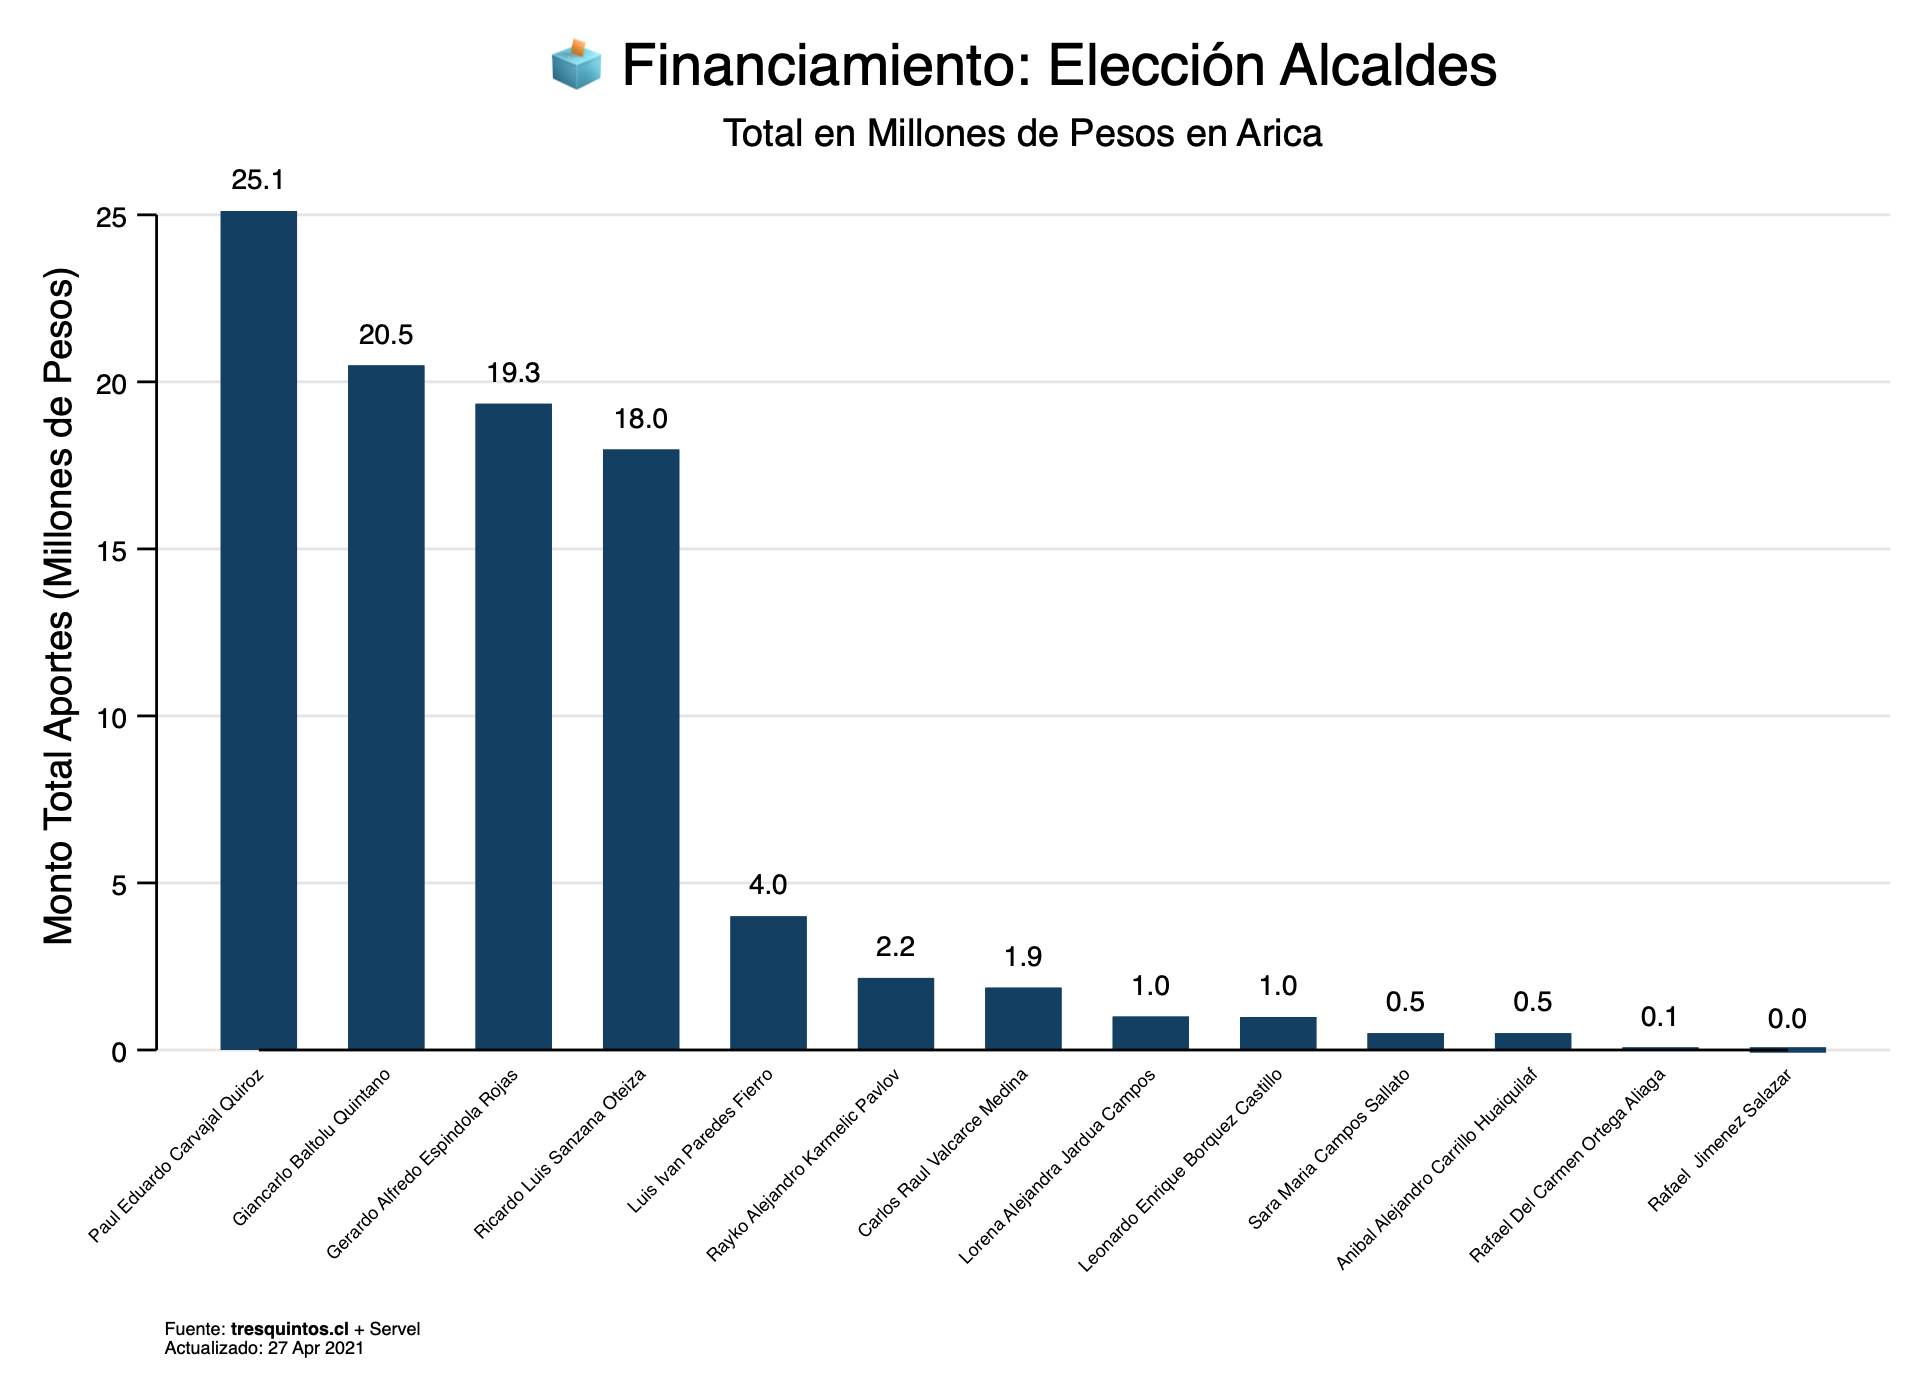 Financiamiento: Elección Alcaldes
Total en Millones de Pesos en Arica
Monto Total Aportes (Millones de Pesos)
25
20
15
10
5
0
25.1
20.5
19.3
18.0
4.0
2.2
1.9
1.0
1.0
0.5
0.5
0.1
0.0
Paul Eduardo Carvajal Quiroz
Giancarlo Baltolu Quintano
Gerardo Alfredo Espindola Rojas
Ricardo Luis Sanzana Oteiza
Luis Ivan Paredes Fierro
Rayko Alejandro Karmelic Pavlov
Carlos Raul Valcarce Medina
Lorena Alejandra Jardua Campos
Leonardo Enrique Borquez Castillo
Sara Maria Campos Sallato
Anibal Alejandro Carrillo Huaiquilaf
Rafael Del Carmen Ortega Aliaga
Rafael  Jimenez Salazar
Fuente: tresquintos.cl + Servel
Actualizado: 27 Apr 2021